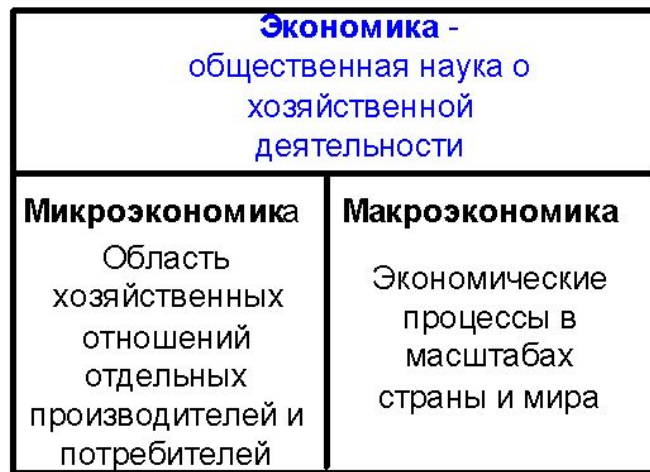 Экономика -
общественная наука о
хозяйственной
деятельности
Микроэкономика
Область
хозяйственных
отношений
отдельных
производителей и
потребителей
Макроэкономика
Экономические
процессы в
масштабах
страны и мира